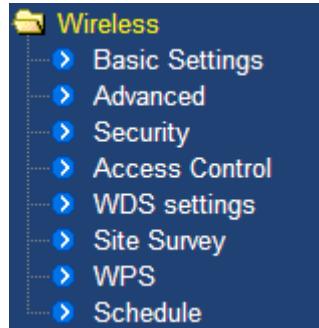 Wireless
Basic Settings
Advanced
Security
Access Control
WDS settings
Site Survey
WPS
Schedule